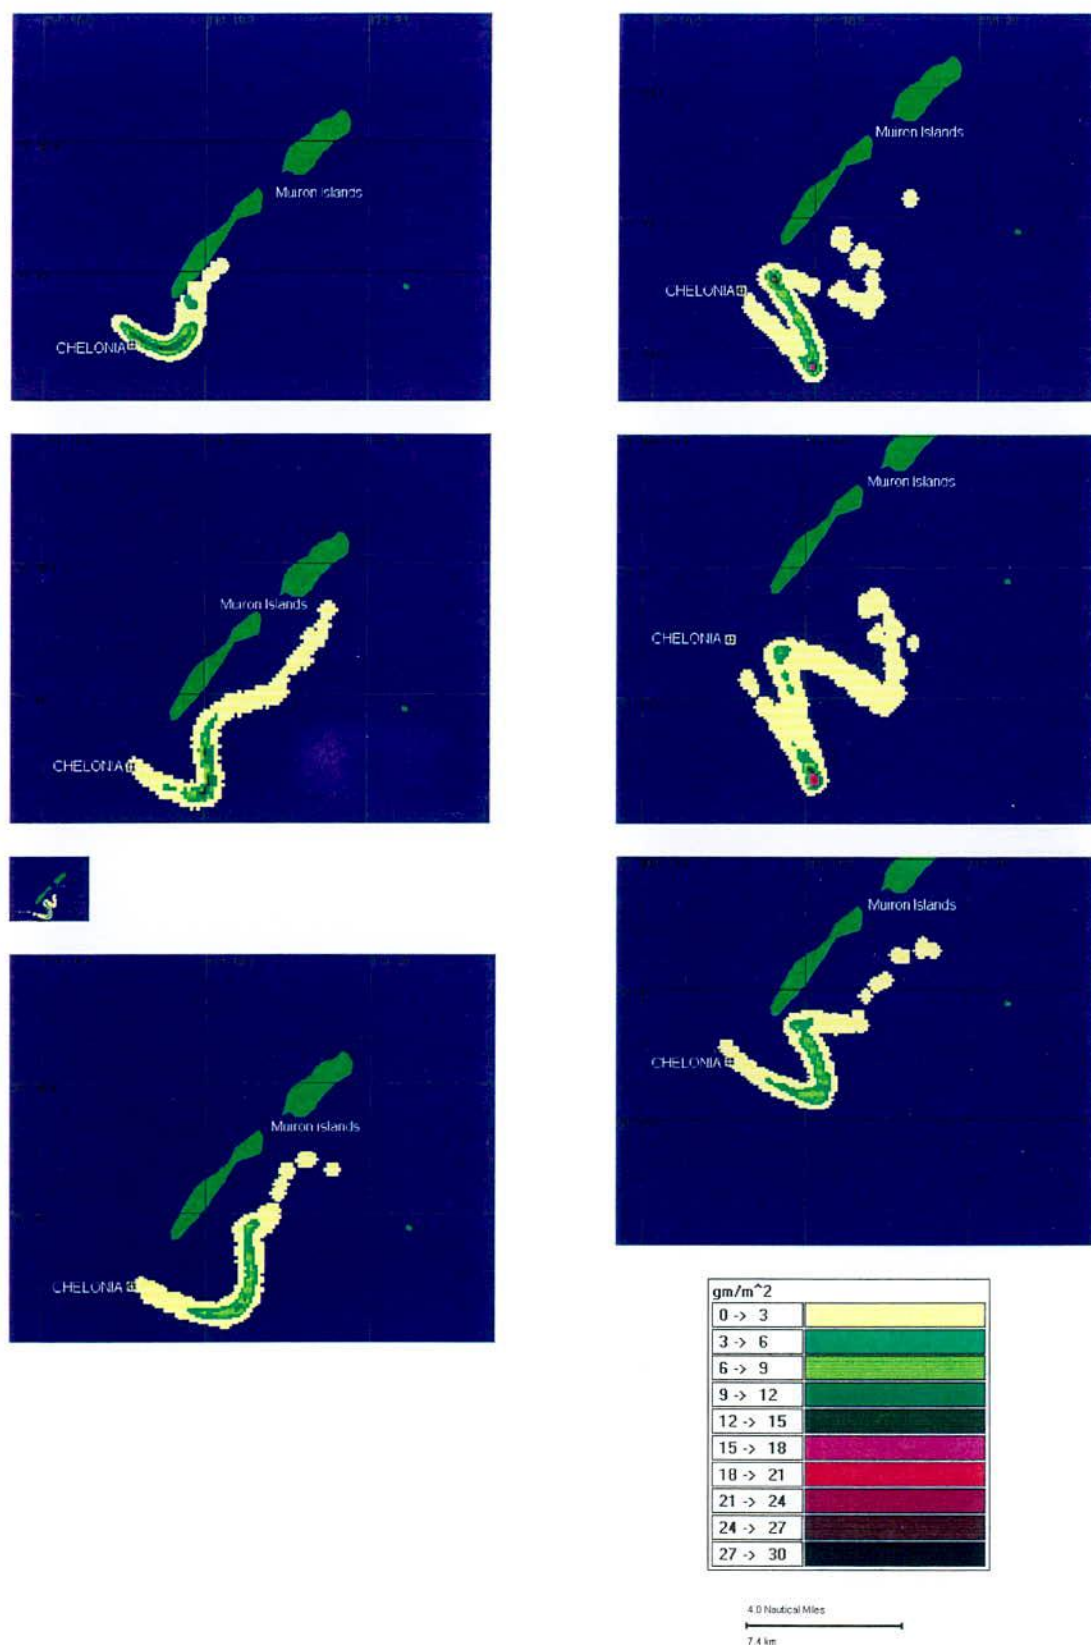 Muiron Islands
CHELONIA
Muiron Islands
CHELONIA
Muiron Islands
CHELONIA
Muiron Islands
CHELONIA
Muiron Islands
CHELONIA
Muiron Islands
CHELONIA
gm/m^2
0 -> 3
3 -> 6
6 -> 9
9 -> 12
12 -> 15
15 -> 18
18 -> 21
21 -> 24
24 -> 27
27 -> 30
4.0 Nautical Miles
7.4 km